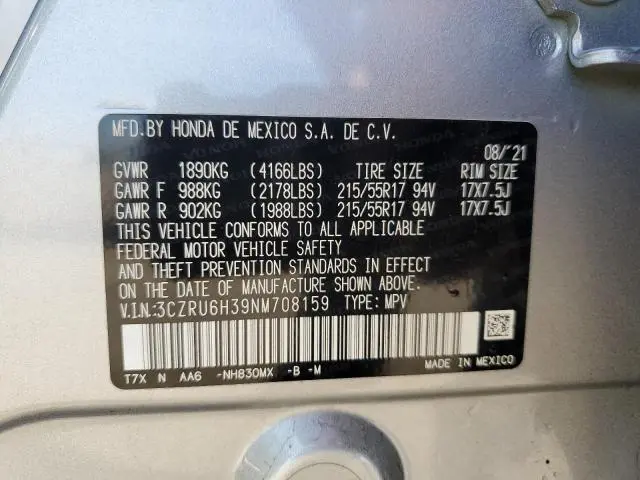 MFD.BY HONDA DE MEXICO S.A. DE C.V.
08/'21
GVWR 1890KG (4166LBS) TIRE SIZE RIM SIZE
GAWR F 988KG (2178LBS) 215/55R17 94V 17X7.5J
GAWR R 902KG (1988LBS) 215/55R17 94V 17X7.5J
THIS VEHICLE CONFORMS TO ALL APPLICABLE
FEDERAL MOTOR VEHICLE SAFETY
AND THEFT PREVENTION STANDARDS IN EFFECT
ON THE DATE OF MANUFACTURE SHOWN ABOVE.
V.I.N.:3CZRU6H39NM708159 TYPE: MPV
T7X N AA6 -NH830MX -B -M MADE IN MEXICO